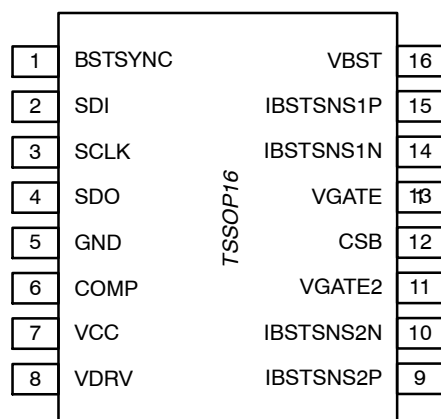 1 BSTSYNC VBST 16
2 SDI IBSTSNS1P 15
3 SCLK IBSTSNS1N 14
4 SDO VGATE 13
5 GND CSB 12
6 COMP VGATE2 11
7 VCC IBSTSNS2N 10
8 VDRV IBSTSNS2P 9
TSSOP16